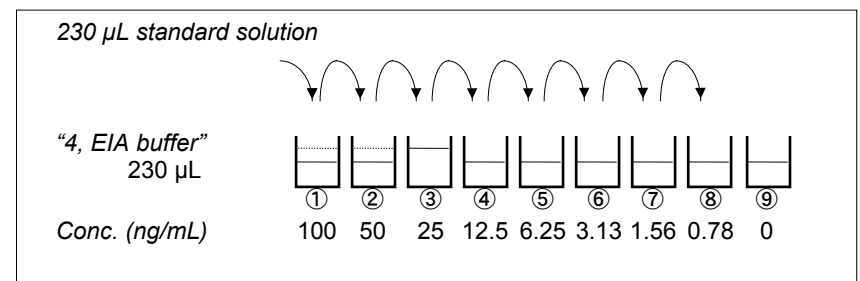 230 µL standard solution
“4, EIA buffer”
230 µL
① ② ③ ④ ⑤ ⑥ ⑦ ⑧ ⑨
Conc. (ng/mL) 100 50 25 12.5 6.25 3.13 1.56 0.78 0